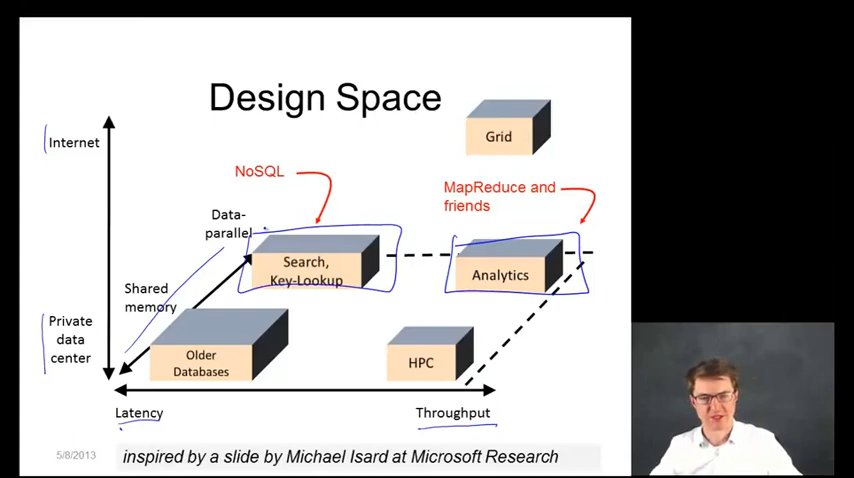 Design Space
Grid
Internet
NoSQL
MapReduce and
friends
Data-
parallel
Search,
Key-Lookup
Analytics
Shared
memory
Private
data
center
Older
Databases
HPC
Latency
Throughput
5/8/2013
inspired by a slide by Michael Isard at Microsoft Research